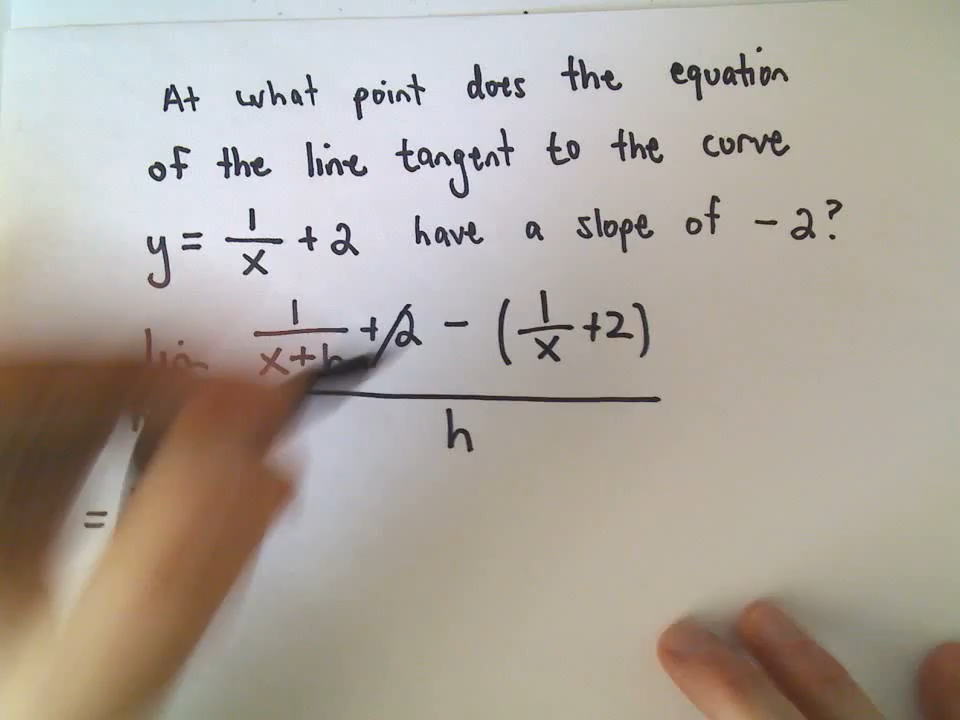 At what point does the equation
of the line tangent to the curve
y = 1/x + 2 have a slope of -2?
lim 1/(x+h) + 2 - (1/x + 2)
h
=